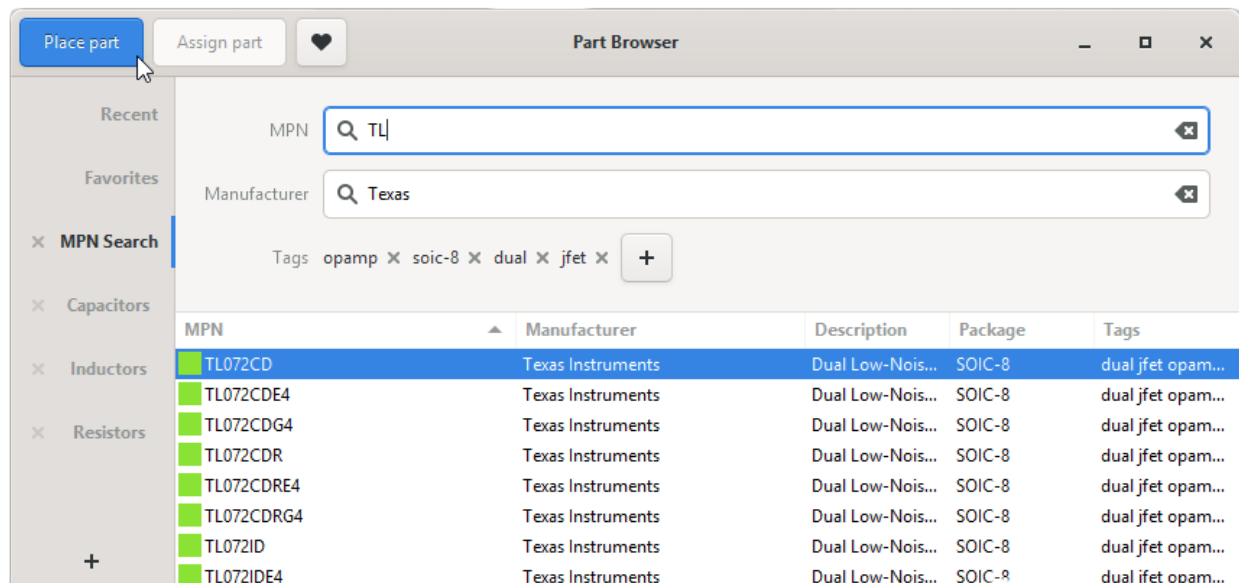 Place part Assign part Part Browser
Recent
MPN TL
Favorites
Manufacturer Texas
MPN Search
Tags opamp soic-8 dual jfet
Capacitors
MPN Manufacturer Description Package Tags
Inductors
TL072CD Texas Instruments Dual Low-Nois... SOIC-8 dual jfet opam...
TL072CDE4 Texas Instruments Dual Low-Nois... SOIC-8 dual jfet opam...
TL072CDG4 Texas Instruments Dual Low-Nois... SOIC-8 dual jfet opam...
Resistors
TL072CDR Texas Instruments Dual Low-Nois... SOIC-8 dual jfet opam...
TL072CDRE4 Texas Instruments Dual Low-Nois... SOIC-8 dual jfet opam...
TL072CDRG4 Texas Instruments Dual Low-Nois... SOIC-8 dual jfet opam...
TL072ID Texas Instruments Dual Low-Nois... SOIC-8 dual jfet opam...
TL072IDE4 Texas Instruments Dual Low-Nois... SOIC-8 dual jfet opam...